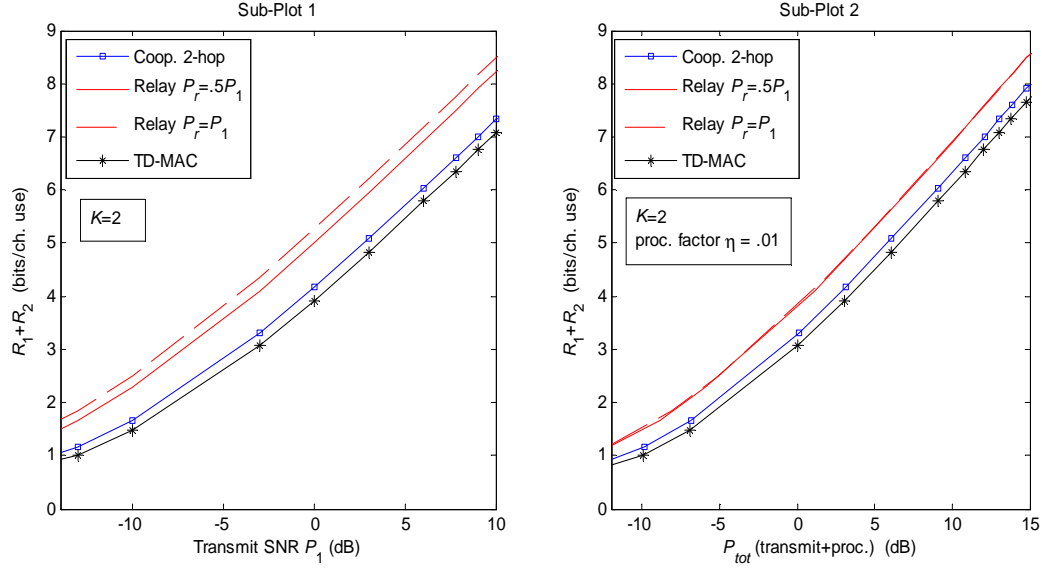 Sub-Plot 1
9
8
7
6
5
4
3
2
1
0
-10
-5
0
5
10
R1+R2 (bits/ch. use)
Transmit SNR P1 (dB)
Coop. 2-hop
Relay Pr=.5P1
Relay Pr=P1
TD-MAC
K=2
Sub-Plot 2
9
8
7
6
5
4
3
2
1
0
-10
-5
0
5
10
15
R1+R2 (bits/ch. use)
Ptot (transmit+proc.) (dB)
Coop. 2-hop
Relay Pr=.5P1
Relay Pr=P1
TD-MAC
K=2
proc. factor η = .01